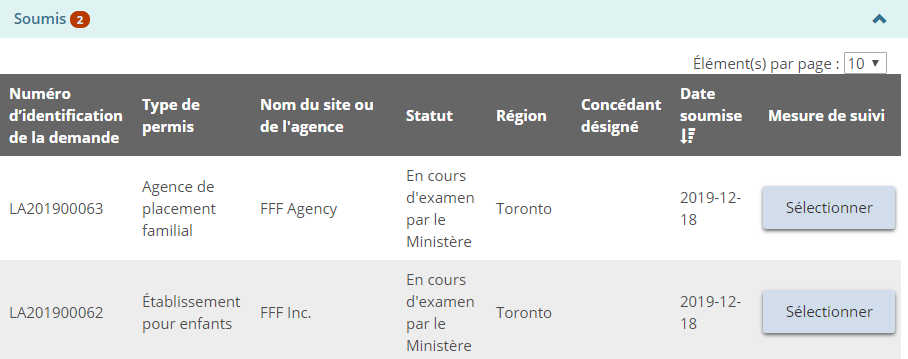 Soumis 2
Élément(s) par page : 10
Numéro d'identification de la demande
Type de permis
Nom du site ou de l'agence
Statut
Région
Concédant désigné
Date soumise
Mesure de suivi
LA201900063
Agence de placement familial
FFF Agency
En cours d'examen par le Ministère
Toronto
2019-12-18
Sélectionner
LA201900062
Établissement pour enfants
FFF Inc.
En cours d'examen par le Ministère
Toronto
2019-12-18
Sélectionner